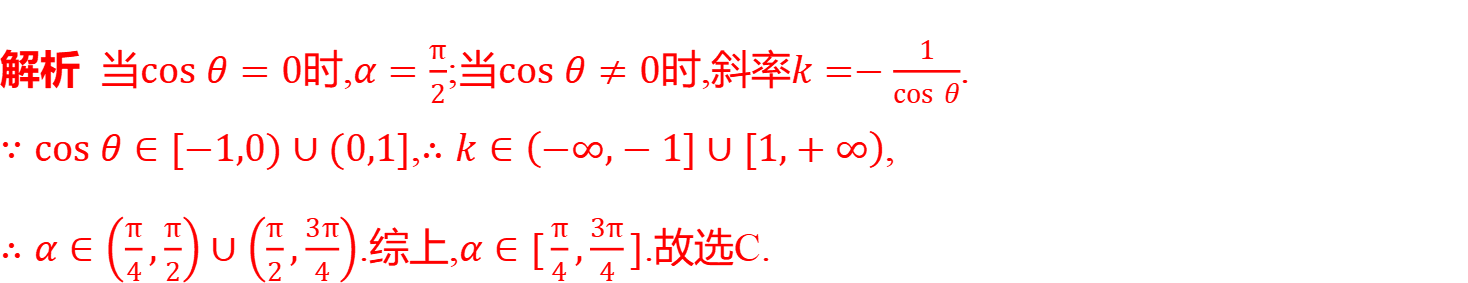 解析 当cos θ = 0时,α = π/2;当cos θ ≠ 0时,斜率k =− 1/cos θ.
∵ cos θ ∈ [−1,0) ∪ (0,1],∴ k ∈ (−∞, − 1] ∪ [1, + ∞),
∴ α ∈ (π/4, π/2) ∪ (π/2, 3π/4).综上,α ∈ [π/4, 3π/4].故选C.